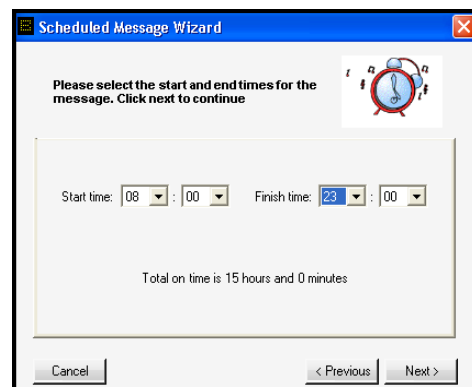 Scheduled Message Wizard
Please select the start and end times for the
message. Click next to continue
Start time: 08 : 00 Finish time: 23 : 00
Total on time is 15 hours and 0 minutes
Cancel < Previous Next >